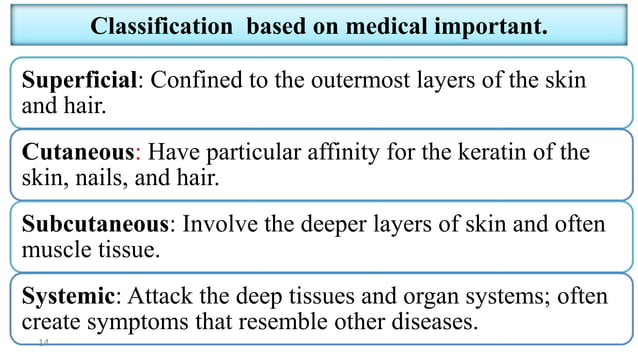 Classification  based on medical important.
Superficial: Confined to the outermost layers of the skin
and hair.
Cutaneous: Have particular affinity for the keratin of the
skin, nails, and hair.
Subcutaneous: Involve the deeper layers of skin and often
muscle tissue.
Systemic: Attack the deep tissues and organ systems; often
create symptoms that resemble other diseases.
14